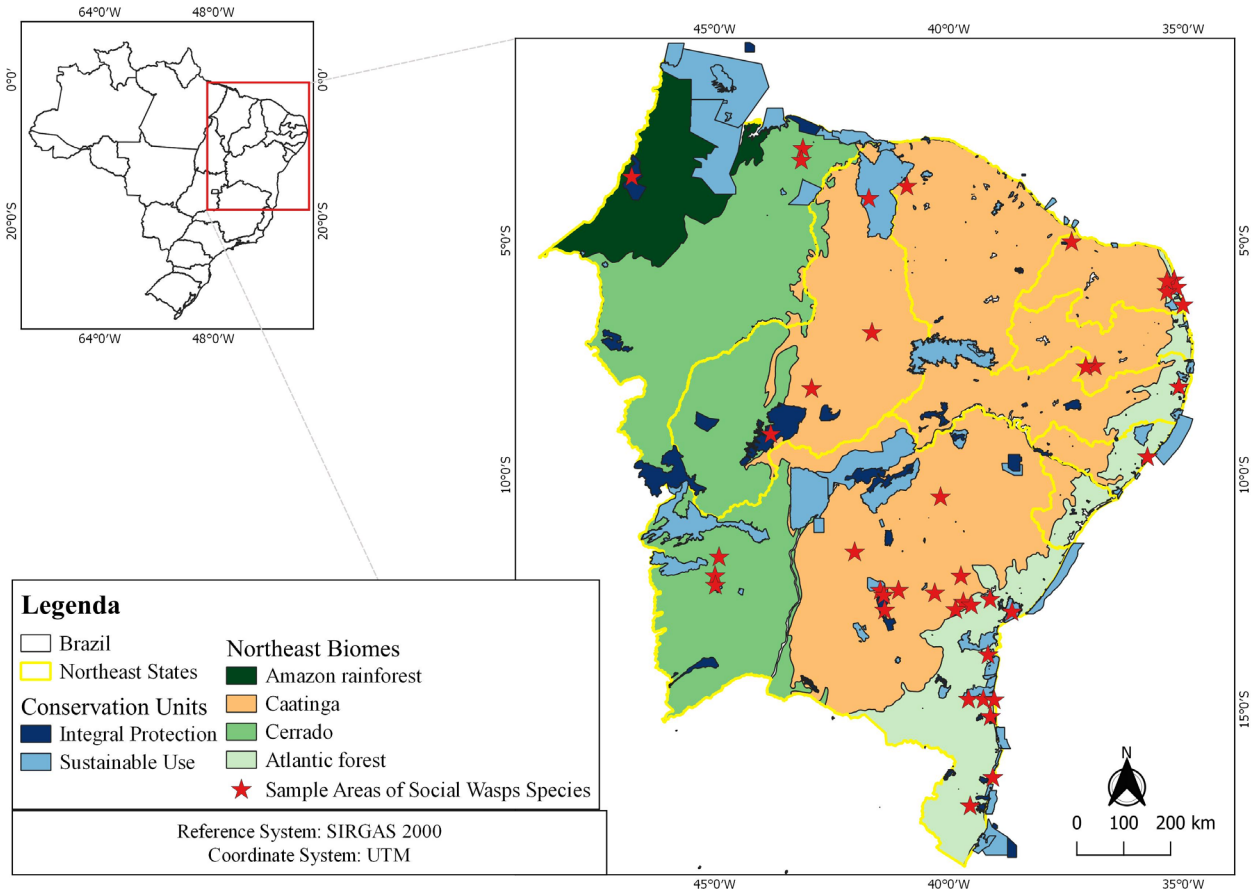 64°0'W 48°0'W
0°0' 0°0'
20°0'S 20°0'S
64°0'W 48°0'W
45°0'W 40°0'W 35°0'W
5°0'S 5°0'S
10°0'S 10°0'S
15°0'S
45°0'W 40°0'W 35°0'W
Legenda
Brazil
Northeast States
Conservation Units
Integral Protection
Sustainable Use
Northeast Biomes
Amazon rainforest
Caatinga
Cerrado
Atlantic forest
Sample Areas of Social Wasps Species
Reference System: SIRGAS 2000
Coordinate System: UTM
N
0 100 200 km